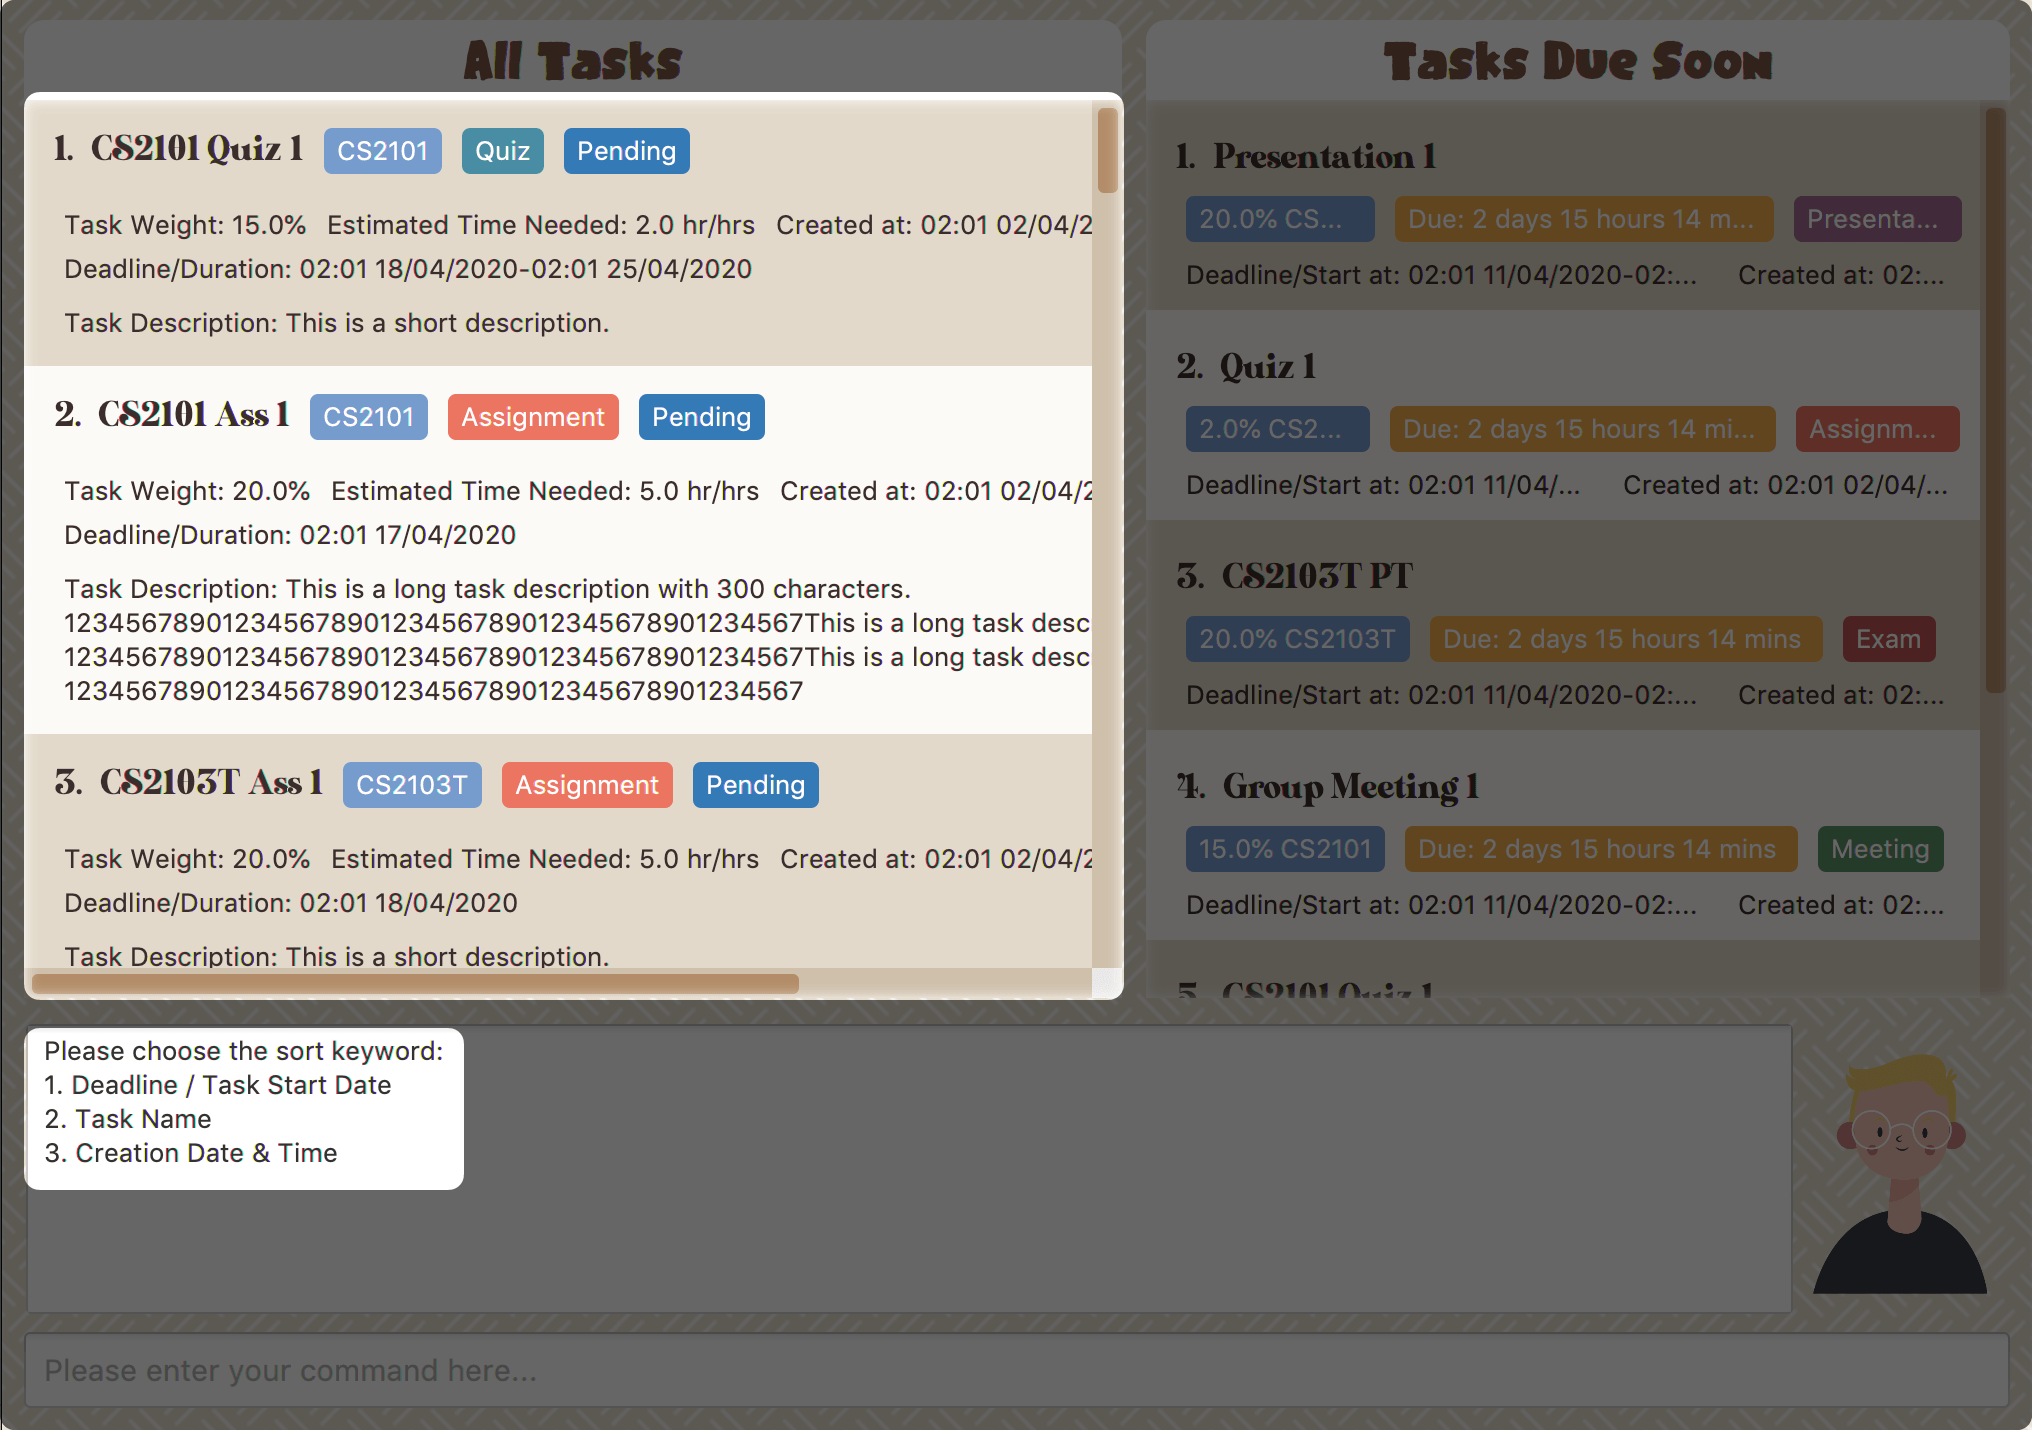 All Tasks
1. CS2101 Quiz 1 CS2101 Quiz Pending
Task Weight: 15.0% Estimated Time Needed: 2.0 hr/hrs Created at: 02:01 02/04/2
Deadline/Duration: 02:01 18/04/2020-02:01 25/04/2020
Task Description: This is a short description.
2. CS2101 Ass 1 CS2101 Assignment Pending
Task Weight: 20.0% Estimated Time Needed: 5.0 hr/hrs Created at: 02:01 02/04/2
Deadline/Duration: 02:01 17/04/2020
Task Description: This is a long task description with 300 characters.
12345678901234567890123456789012345678901234567This is a long task desc
12345678901234567890123456789012345678901234567This is a long task desc
12345678901234567890123456789012345678901234567
3. CS2103T Ass 1 CS2103T Assignment Pending
Task Weight: 20.0% Estimated Time Needed: 5.0 hr/hrs Created at: 02:01 02/04/2
Deadline/Duration: 02:01 18/04/2020
Task Description: This is a short description.
Tasks Due Soon
1. Presentation 1
20.0% CS... Due: 2 days 15 hours 14 m... Presenta...
Deadline/Start at: 02:01 11/04/2020-02:... Created at: 02:...
2. Quiz 1
2.0% CS2... Due: 2 days 15 hours 14 mi... Assignm...
Deadline/Start at: 02:01 11/04/... Created at: 02:01 02/04/...
3. CS2103T PT
20.0% CS2103T Due: 2 days 15 hours 14 mins Exam
Deadline/Start at: 02:01 11/04/2020-02:... Created at: 02:...
4. Group Meeting 1
15.0% CS2101 Due: 2 days 15 hours 14 mins Meeting
Deadline/Start at: 02:01 11/04/2020-02:... Created at: 02:...
5. CS2101 Quiz 1
Please choose the sort keyword:
1. Deadline / Task Start Date
2. Task Name
3. Creation Date & Time
Please enter your command here...